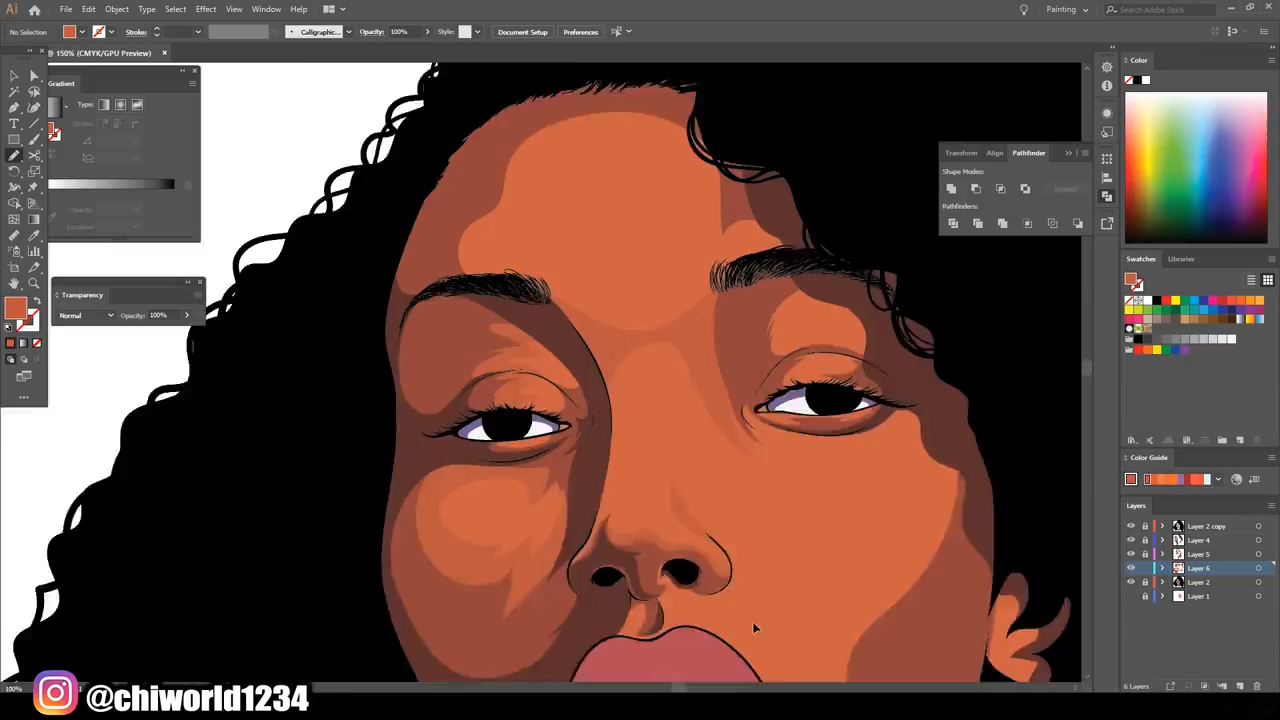 Ai File Edit Object Type Select Effect View Window Help Painting Search Adobe Stock
No Selection Stroke: Calligraphic... Opacity: 100% Style: Document Setup Preferences
@ 150% (CMYK/GPU Preview)
Color
Gradient
Type:
Transform Align Pathfinder
Shape Modes:
Pathfinders:
Swatches Libraries
Transparency
Normal Opacity: 100%
Color Guide
Layers
Layer 2 copy
Layer 4
Layer 5
Layer 6
Layer 2
Layer 1
6 Layers
100%
@chiworld1234